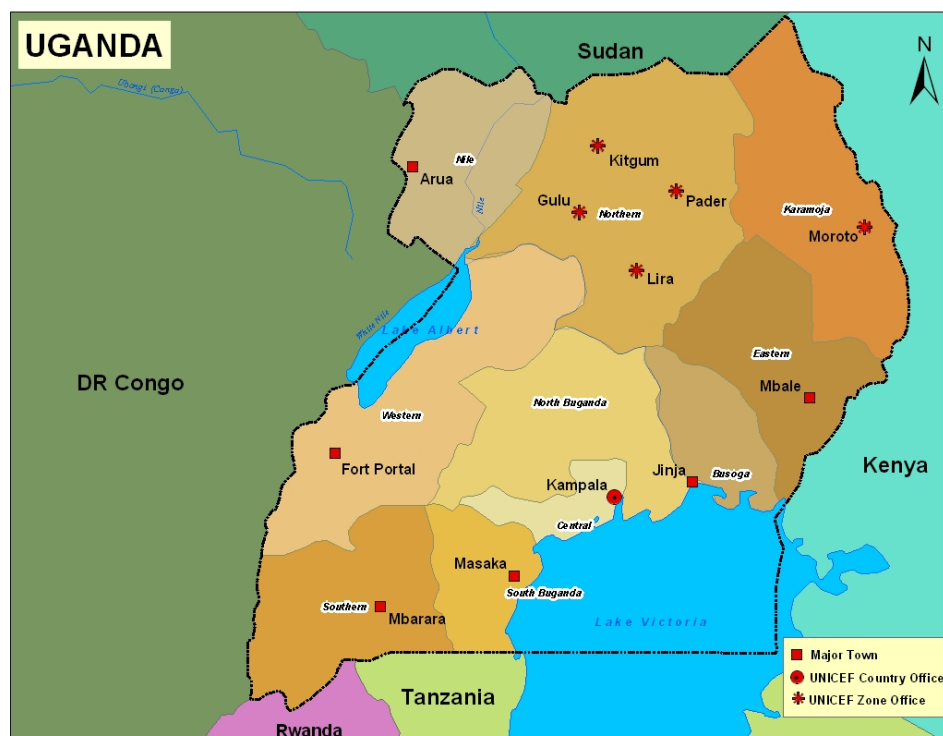 UGANDA
Sudan
N
Ubangi (Congo)
Nile
Arua
Kitgum
Pader
Gulu
Northern
Karamoja
Moroto
Nile
Lira
White Nile
Lake Albert
DR Congo
Eastern
Mbale
North Buganda
Western
Fort Portal
Jinja
Busoga
Kenya
Kampala
Central
Masaka
South Buganda
Southern
Mbarara
Lake Victoria
Major Town
UNICEF Country Office
UNICEF Zone Office
Tanzania
Rwanda